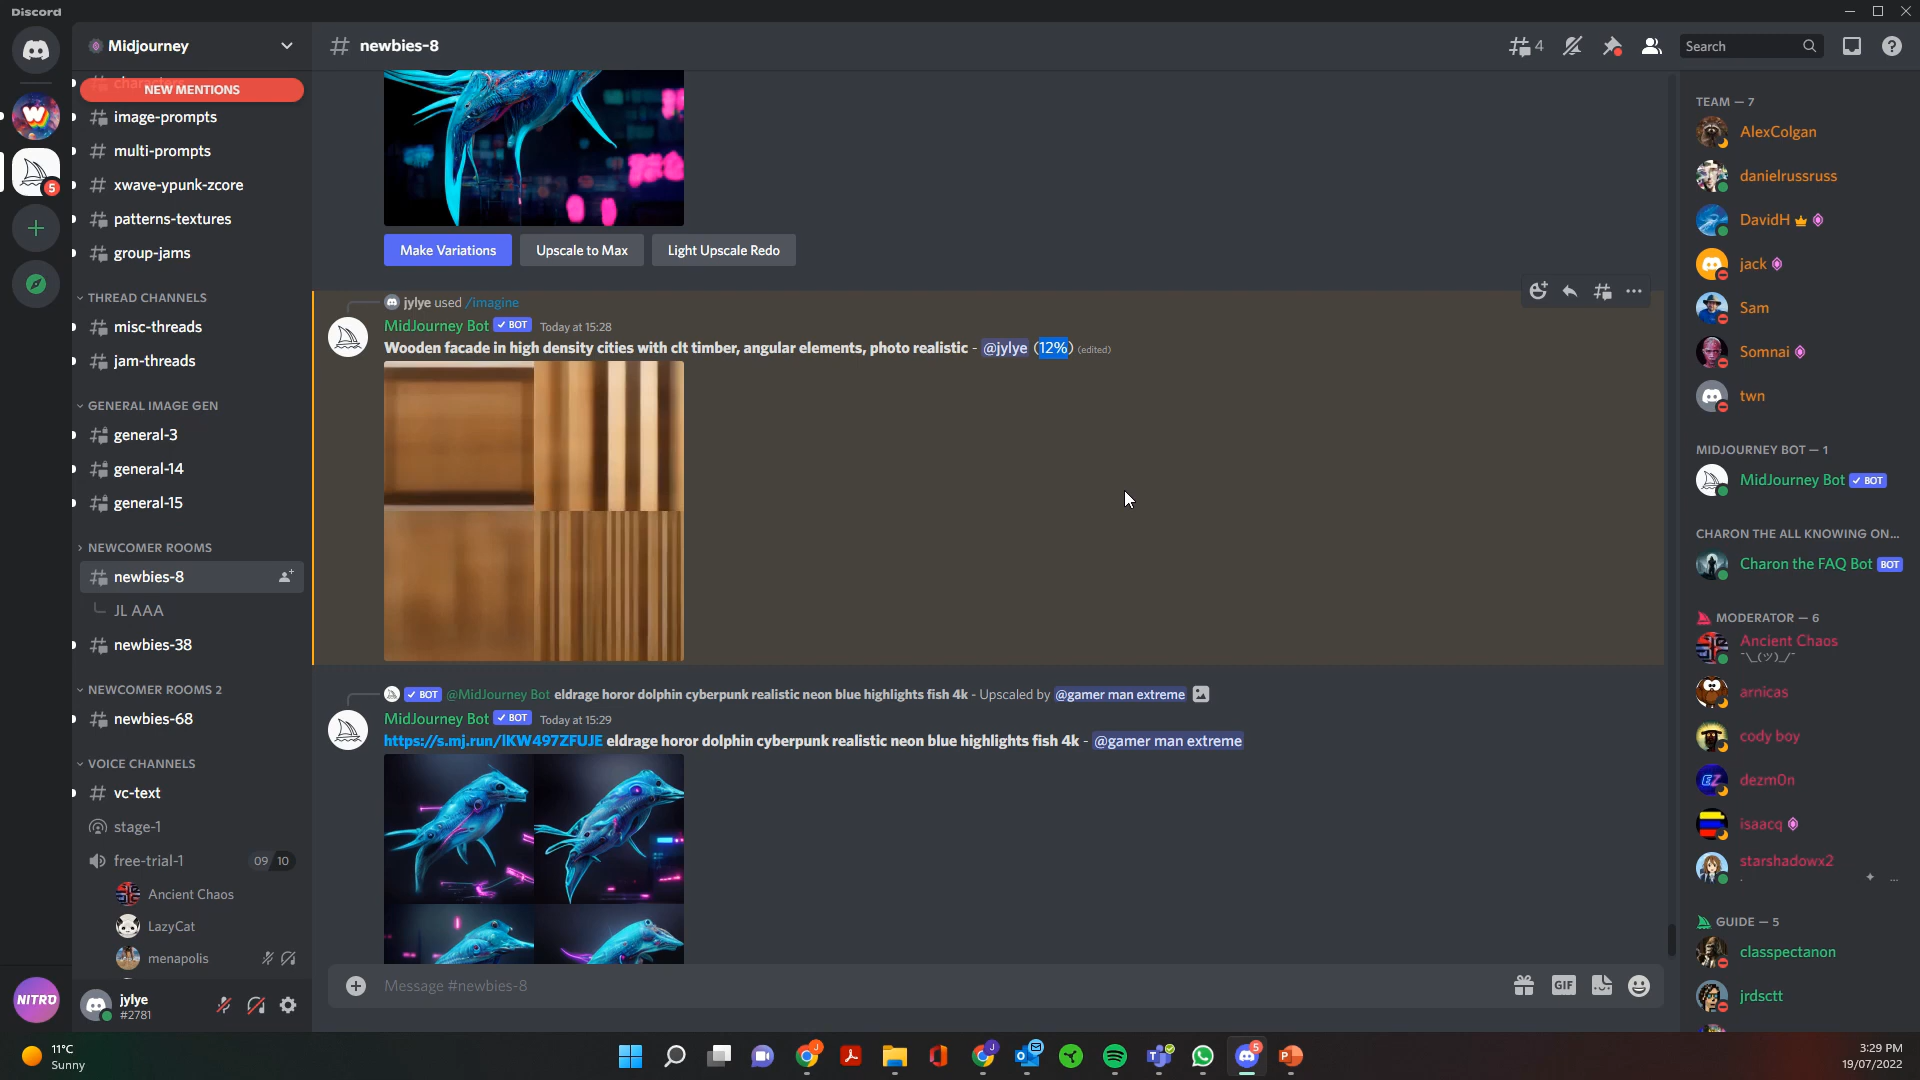 Discord
Midjourney
characters
NEW MENTIONS
image-prompts
multi-prompts
xwave-ypunk-zcore
patterns-textures
group-jams
THREAD CHANNELS
misc-threads
jam-threads
GENERAL IMAGE GEN
general-3
general-14
general-15
NEWCOMER ROOMS
newbies-8
JL AAA
newbies-38
NEWCOMER ROOMS 2
newbies-68
VOICE CHANNELS
vc-text
stage-1
free-trial-1 09 10
Ancient Chaos
LazyCat
menapolis
5
NITRO
jylye
#2781
# newbies-8
4
Search
Make Variations Upscale to Max Light Upscale Redo
jylye used /imagine
MidJourney Bot ✓ BOT Today at 15:28
Wooden facade in high density cities with clt timber, angular elements, photo realistic - @jylye (12%) (edited)
✓ BOT @MidJourney Bot eldrage horor dolphin cyberpunk realistic neon blue highlights fish 4k - Upscaled by @gamer man extreme
MidJourney Bot ✓ BOT Today at 15:29
https://s.mj.run/IKW497ZFUJE eldrage horor dolphin cyberpunk realistic neon blue highlights fish 4k - @gamer man extreme
Message #newbies-8
GIF
TEAM — 7
AlexColgan
danielrussruss
DavidH
jack
Sam
Somnai
twn
MIDJOURNEY BOT — 1
MidJourney Bot ✓ BOT
CHARON THE ALL KNOWING ON...
Charon the FAQ Bot BOT
MODERATOR — 6
Ancient Chaos
¯\_(ツ)_/¯
arnicas
cody boy
EZ
dezm0n
isaacq
starshadowx2
. ✦ ...
GUIDE — 5
classpectanon
jrdsctt
11°C
Sunny
J
J
5
P
3:29 PM
19/07/2022